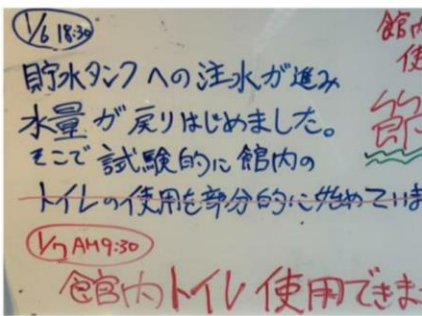 1/6 18:30
貯水タンクへの注水が進み
水量が戻りはじめました。
そこで試験的に館内の
トイレの使用を部分的に始めていま
1/7 AM9:30
館内トイレ使用できま
館内
使
節